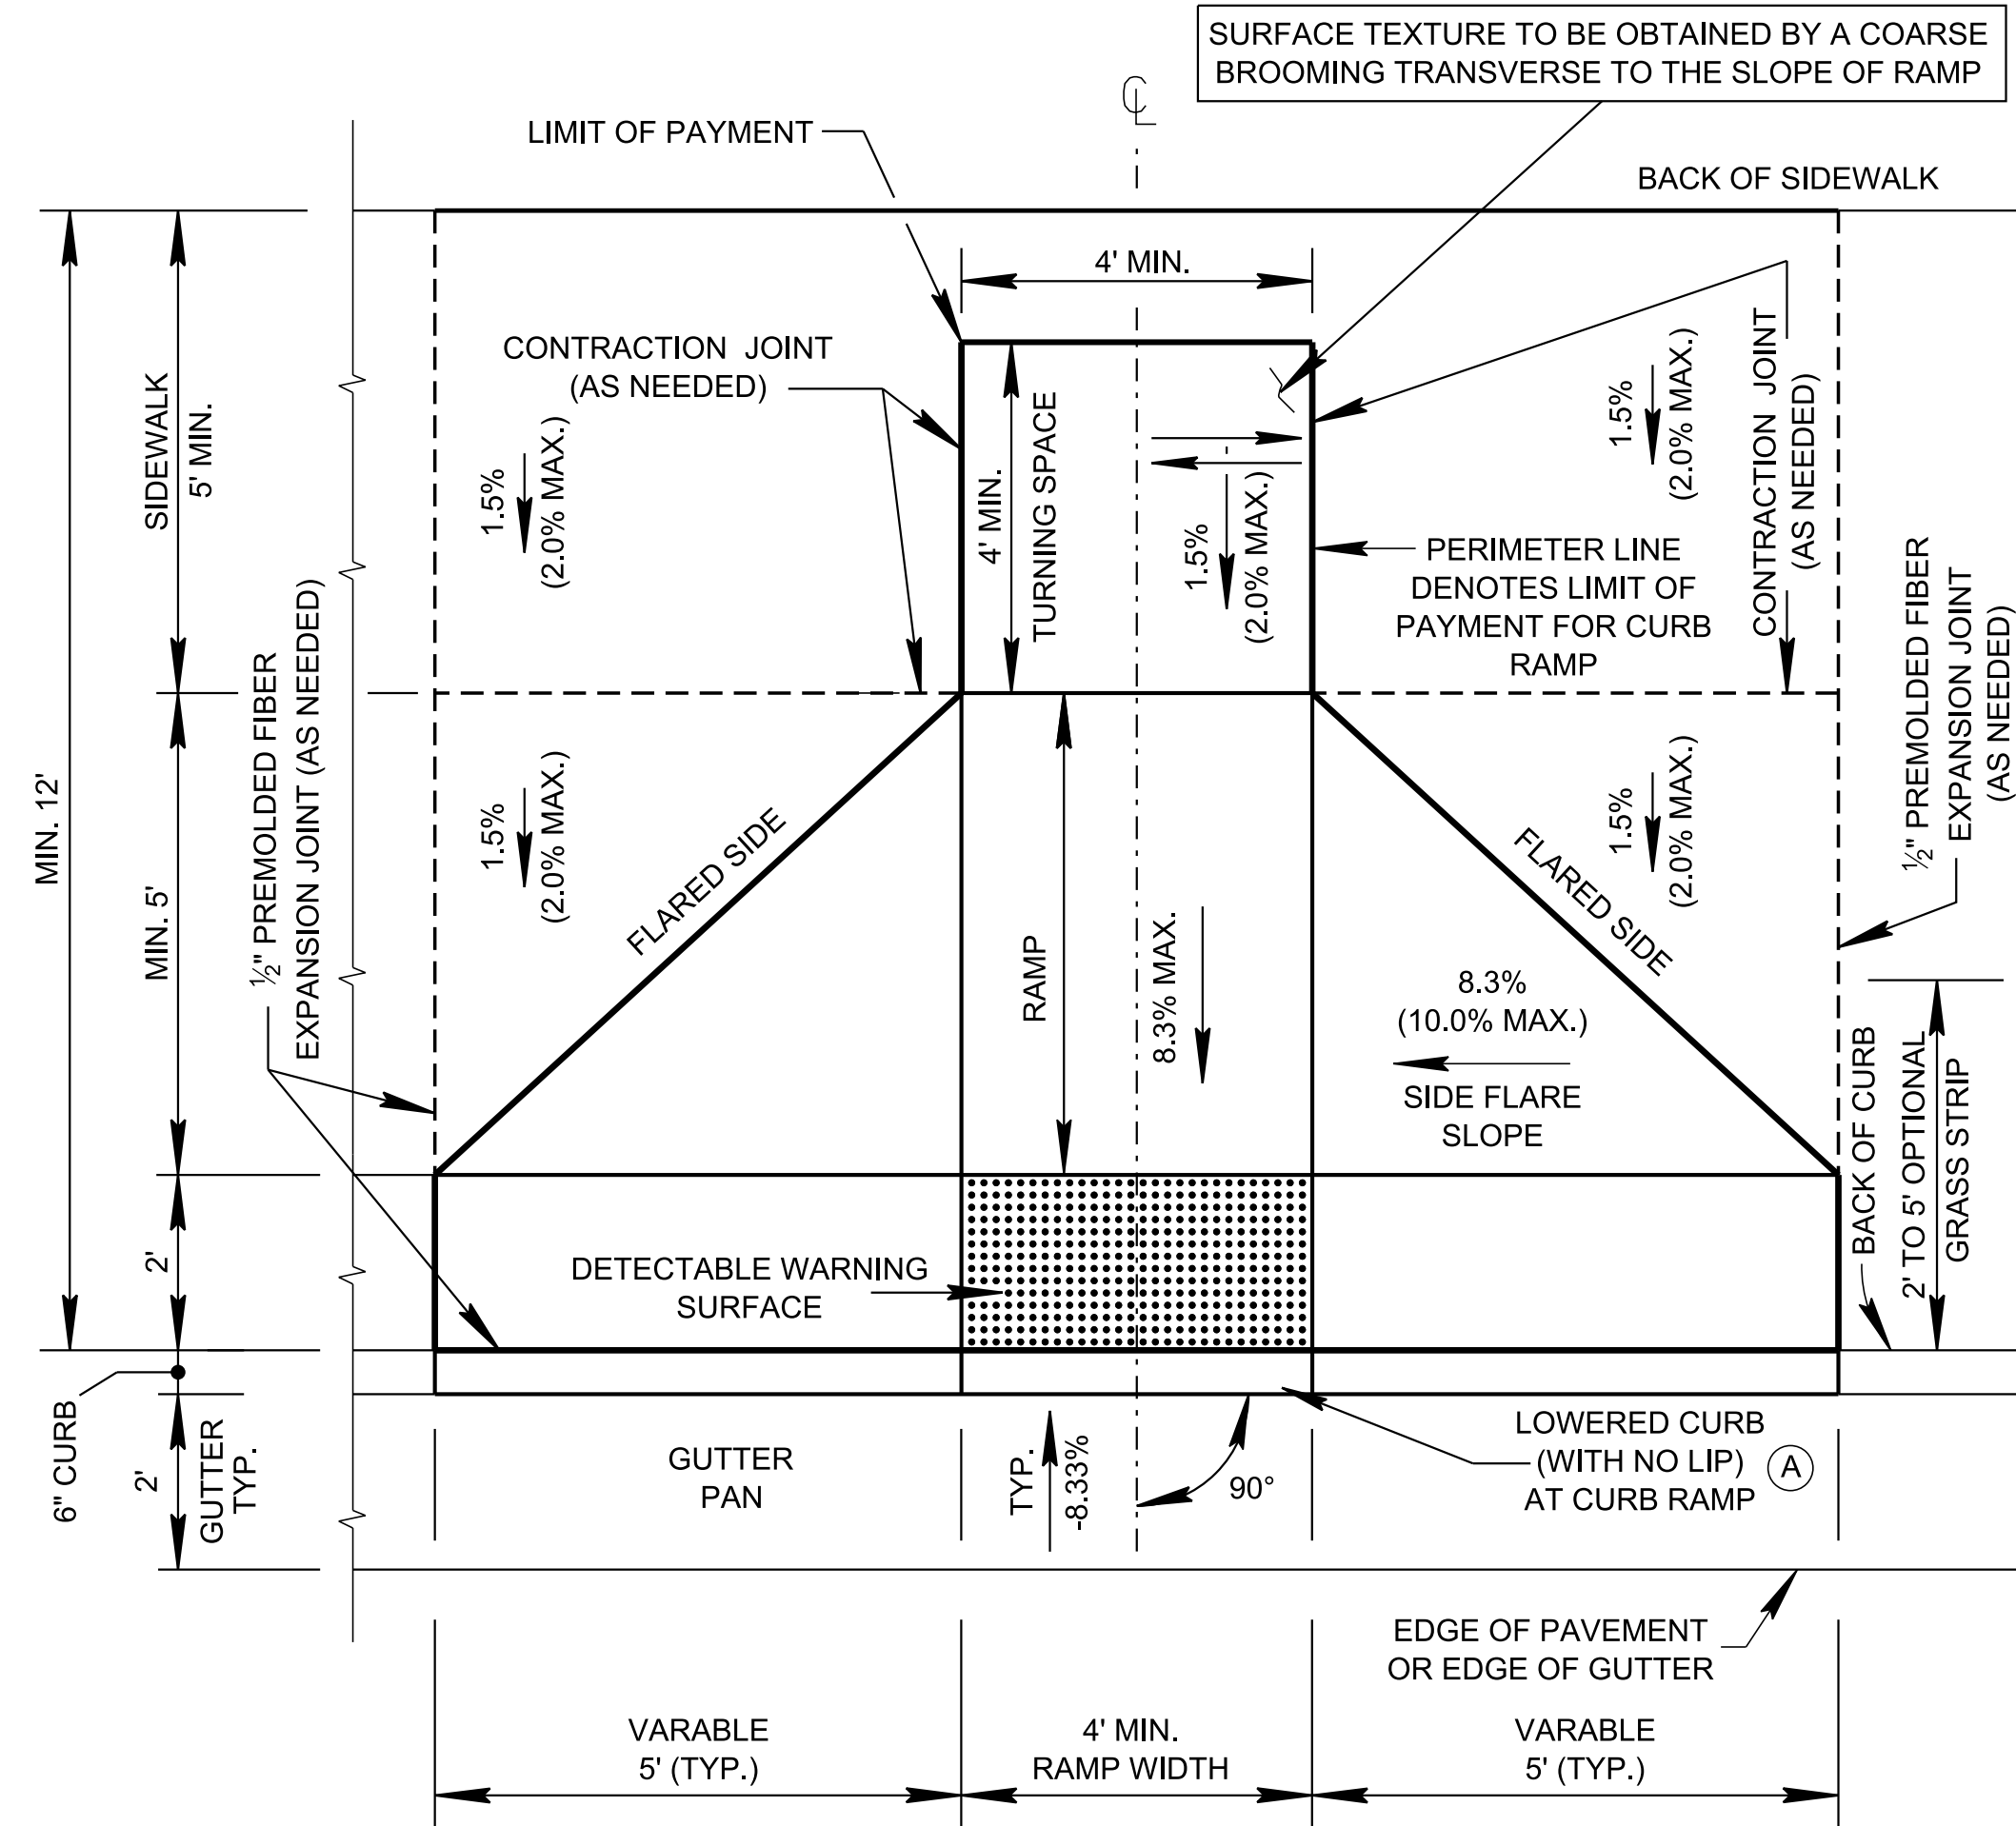 SURFACE TEXTURE TO BE OBTAINED BY A COARSE
BROOMING TRANSVERSE TO THE SLOPE OF RAMP
LIMIT OF PAYMENT
BACK OF SIDEWALK
4' MIN.
CONTRACTION JOINT
(AS NEEDED)
SIDEWALK
5' MIN.
1.5%
(2.0% MAX.)
4' MIN.
TURNING SPACE
1.5%
(2.0% MAX.)
1.5%
(2.0% MAX.)
CONTRACTION JOINT
(AS NEEDED)
PERIMETER LINE
DENOTES LIMIT OF
PAYMENT FOR CURB
RAMP
½" PREMOLDED FIBER
EXPANSION JOINT
(AS NEEDED)
½" PREMOLDED FIBER
EXPANSION JOINT (AS NEEDED)
MIN. 12'
MIN. 5'
1.5%
(2.0% MAX.)
FLARED SIDE
RAMP
8.3% MAX.
FLARED SIDE
1.5%
(2.0% MAX.)
8.3%
(10.0% MAX.)
SIDE FLARE
SLOPE
BACK OF CURB
2' TO 5' OPTIONAL
GRASS STRIP
2'
DETECTABLE WARNING
SURFACE
6" CURB
2'
GUTTER
TYP.
GUTTER
PAN
TYP.
-8.33%
90°
LOWERED CURB
(WITH NO LIP)
AT CURB RAMP
A
EDGE OF PAVEMENT
OR EDGE OF GUTTER
VARABLE
5' (TYP.)
4' MIN.
RAMP WIDTH
VARABLE
5' (TYP.)